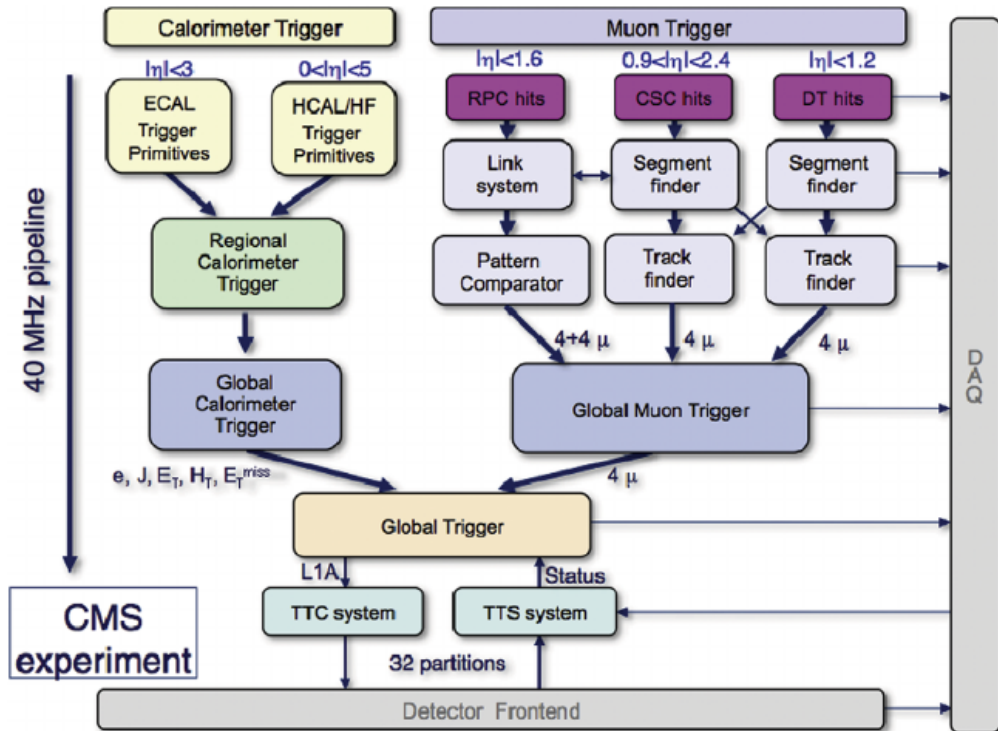 Calorimeter Trigger
Muon Trigger
|η|<3
0<|η|<5
|η|<1.6
0.9<|η|<2.4
|η|<1.2
ECAL
Trigger
Primitives
HCAL/HF
Trigger
Primitives
RPC hits
CSC hits
DT hits
Link
system
Segment
finder
Segment
finder
Regional
Calorimeter
Trigger
Pattern
Comparator
Track
finder
Track
finder
40 MHz pipeline
4+4 μ
4 μ
4 μ
DAQ
Global
Calorimeter
Trigger
Global Muon Trigger
e, J, E_T, H_T, E_T^miss
4 μ
Global Trigger
L1A
Status
TTC system
TTS system
CMS
experiment
32 partitions
Detector Frontend